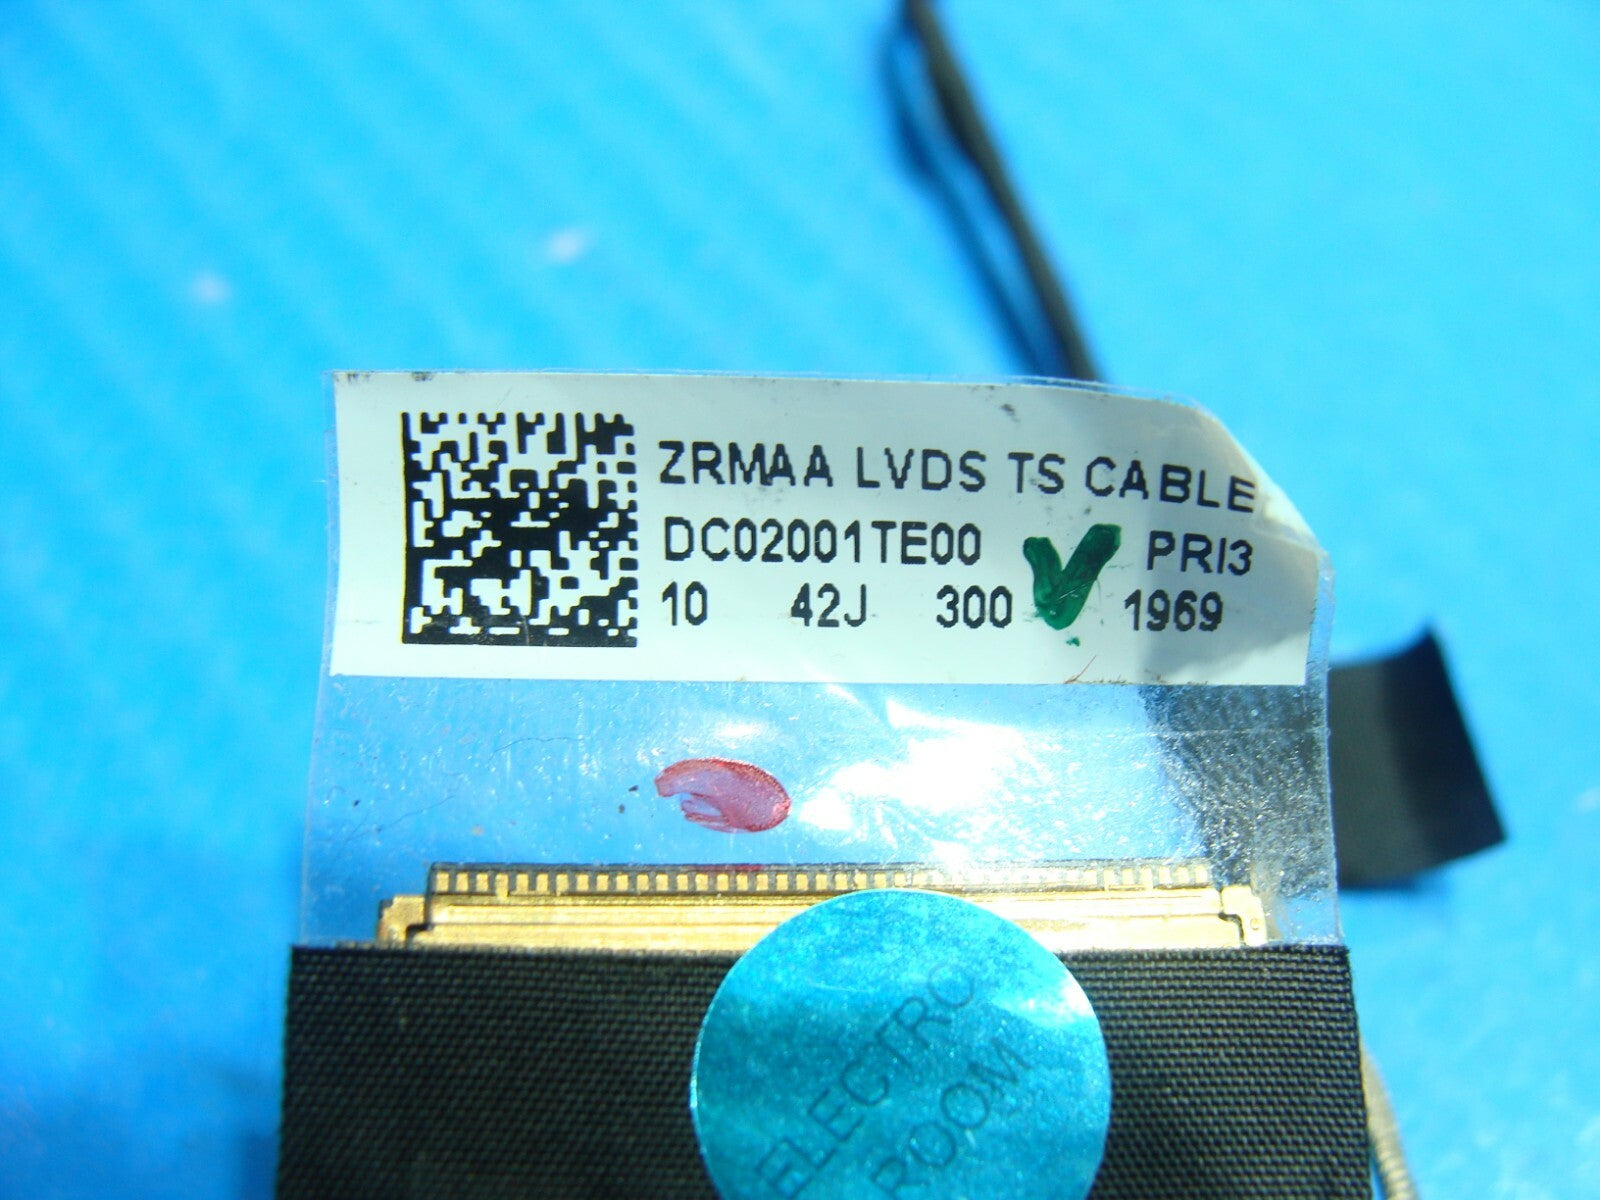 ZRMAA LVDS TS CABLE
DC02001TE00 PRI3
10 42J 300 1969
ELECTRO
ROOM